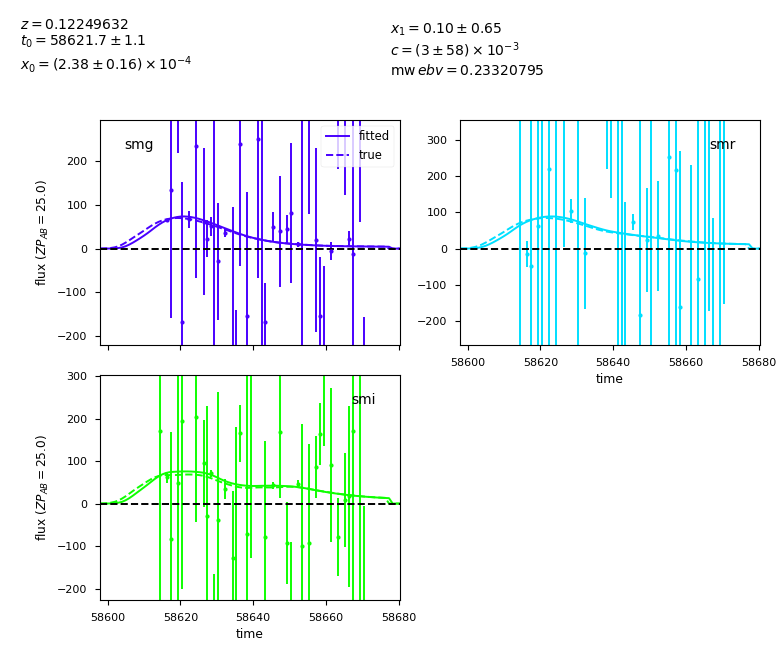 z = 0.12249632
t₀ = 58621.7 ± 1.1
x₀ = (2.38 ± 0.16) × 10⁻⁴
x₁ = 0.10 ± 0.65
c = (3 ± 58) × 10⁻³
mw ebv = 0.23320795
smg
fitted
true
200
100
0
−100
−200
flux (ZP_AB = 25.0)
smr
300
200
100
0
−100
−200
58600 58620 58640 58660 58680
time
smi
300
200
100
0
−100
−200
flux (ZP_AB = 25.0)
58600 58620 58640 58660 58680
time